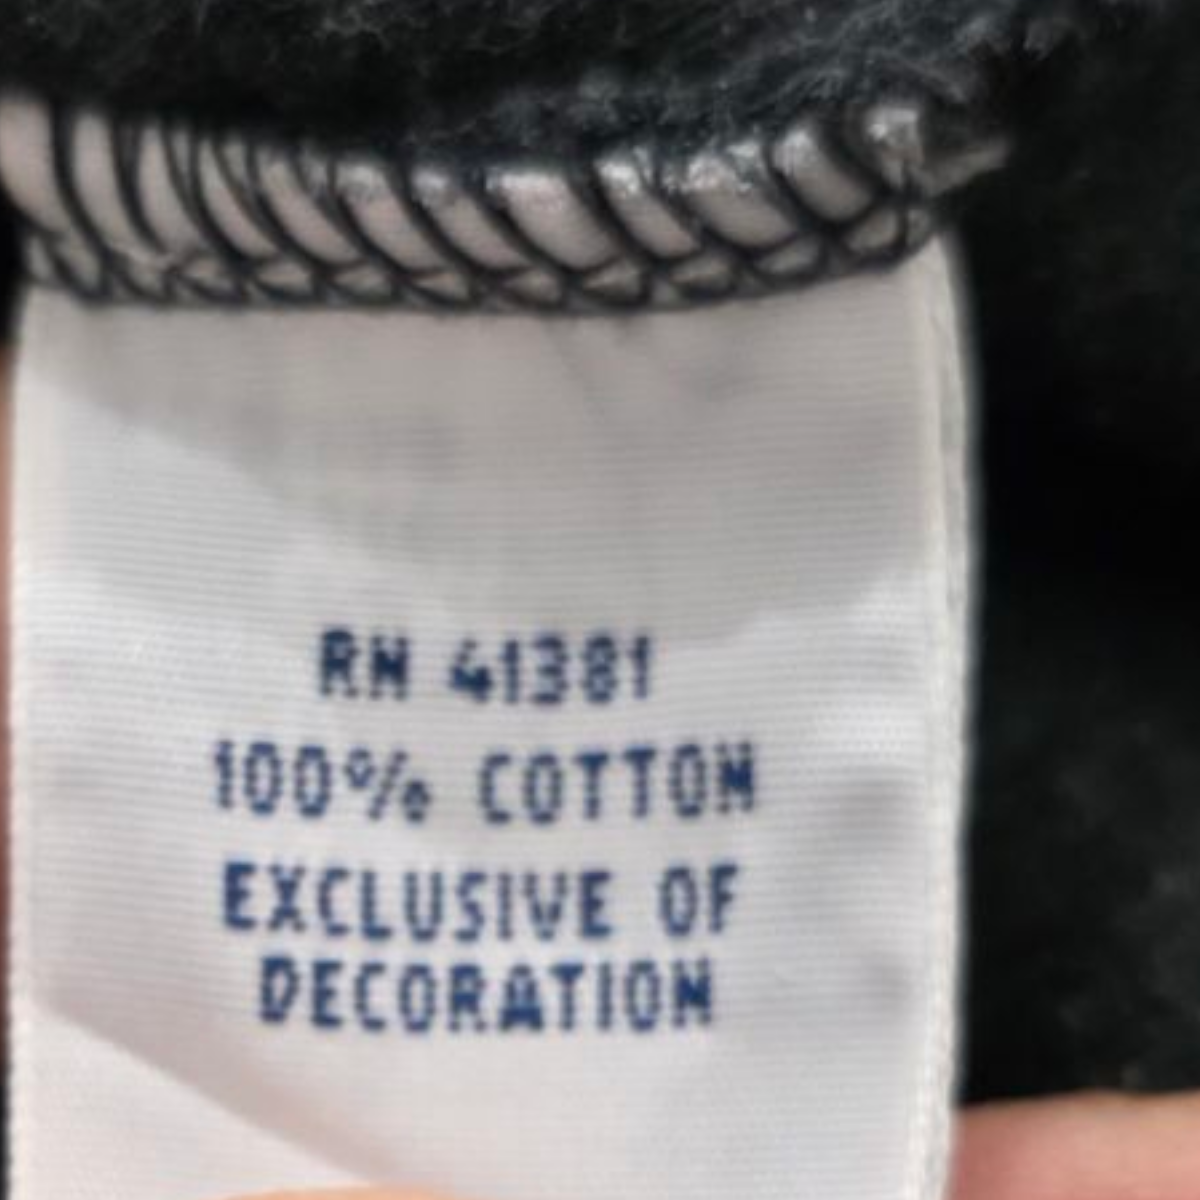 RN 41381
100% COTTON
EXCLUSIVE OF
DECORATION